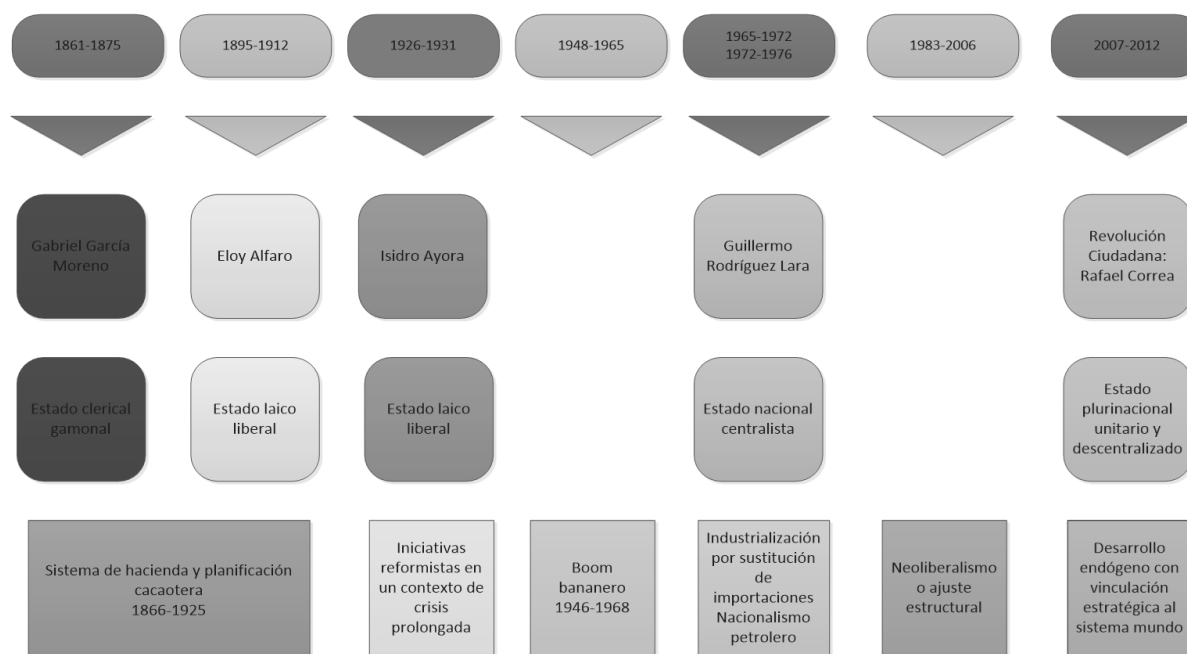 1861-1875
1895-1912
1926-1931
1948-1965
1965-1972
1972-1976
1983-2006
2007-2012
Gabriel García
Moreno
Eloy Alfaro
Isidro Ayora
Guillermo
Rodríguez Lara
Revolución
Ciudadana:
Rafael Correa
Estado clerical
gamonal
Estado laico
liberal
Estado laico
liberal
Estado nacional
centralista
Estado
plurinacional
unitario y
descentralizado
Sistema de hacienda y planificación
cacaotera
1866-1925
Iniciativas
reformistas en
un contexto de
crisis
prolongada
Boom
bananero
1946-1968
Industrialización
por sustitución
de
importaciones
Nacionalismo
petrolero
Neoliberalismo
o ajuste
estructural
Desarrollo
endógeno con
vinculación
estratégica al
sistema mundo